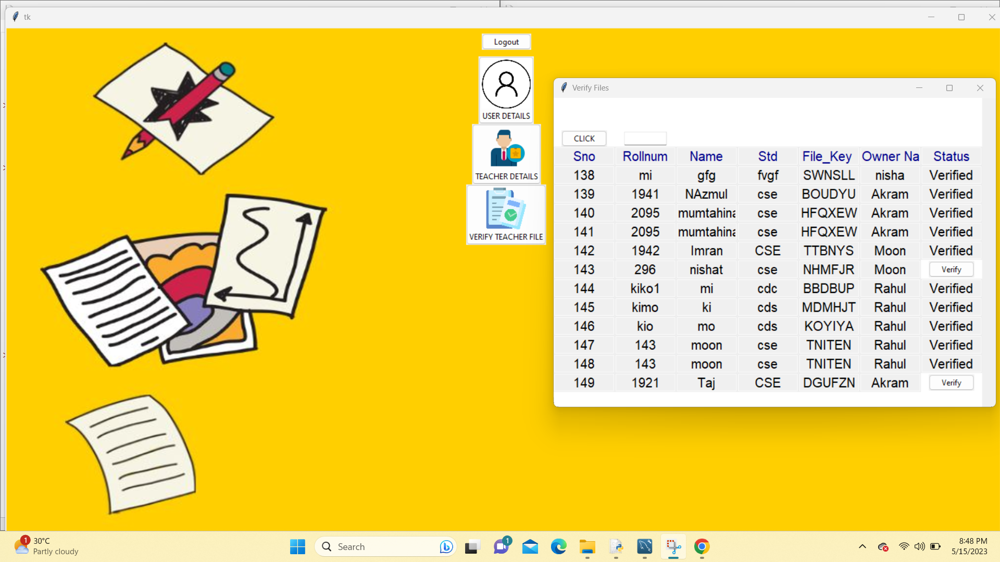 tk
Logout
USER DETAILS
TEACHER DETAILS
VERIFY TEACHER FILE
Verify Files
CLICK
Sno Rollnum Name Std File_Key Owner Na Status
138 mi gfg fvgf SWNSLL nisha Verified
139 1941 NAzmul cse BOUDYU Akram Verified
140 2095 mumtahina cse HFQXEW Akram Verified
141 2095 mumtahina cse HFQXEW Akram Verified
142 1942 Imran CSE TTBNYS Moon Verified
143 296 nishat cse NHMFJR Moon Verify
144 kiko1 mi cdc BBDBUP Rahul Verified
145 kimo ki cds MDMHJT Rahul Verified
146 kio mo cds KOYIYA Rahul Verified
147 143 moon cse TNITEN Rahul Verified
148 143 moon cse TNITEN Rahul Verified
149 1921 Taj CSE DGUFZN Akram Verify
1
30°C
Partly cloudy
Search
1
8:48 PM
5/15/2023